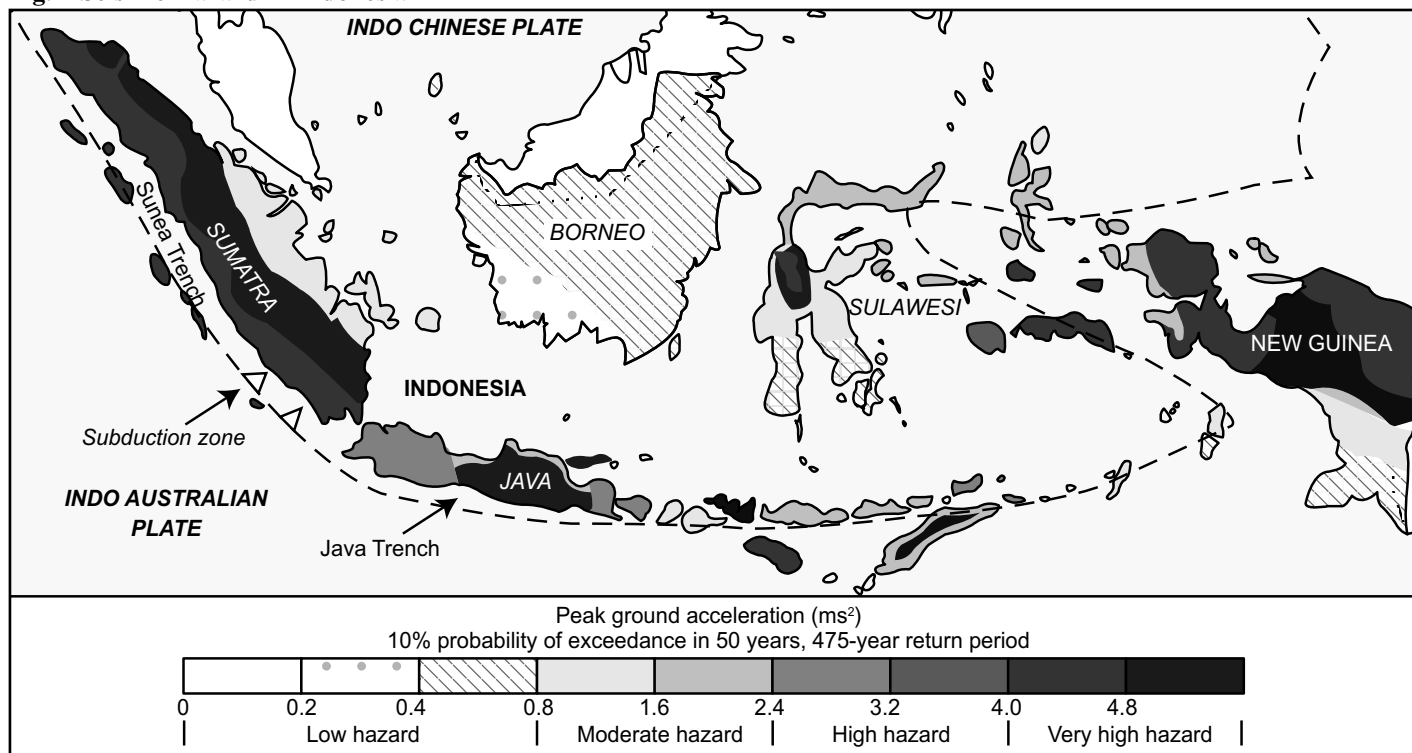 INDO CHINESE PLATE
Sunea Trench
SUMATRA
BORNEO
SULAWESI
NEW GUINEA
INDONESIA
Subduction zone
JAVA
INDO AUSTRALIAN
PLATE
Java Trench
Peak ground acceleration (ms²)
10% probability of exceedance in 50 years, 475-year return period
0 0.2 0.4 0.8 1.6 2.4 3.2 4.0 4.8
Low hazard Moderate hazard High hazard Very high hazard